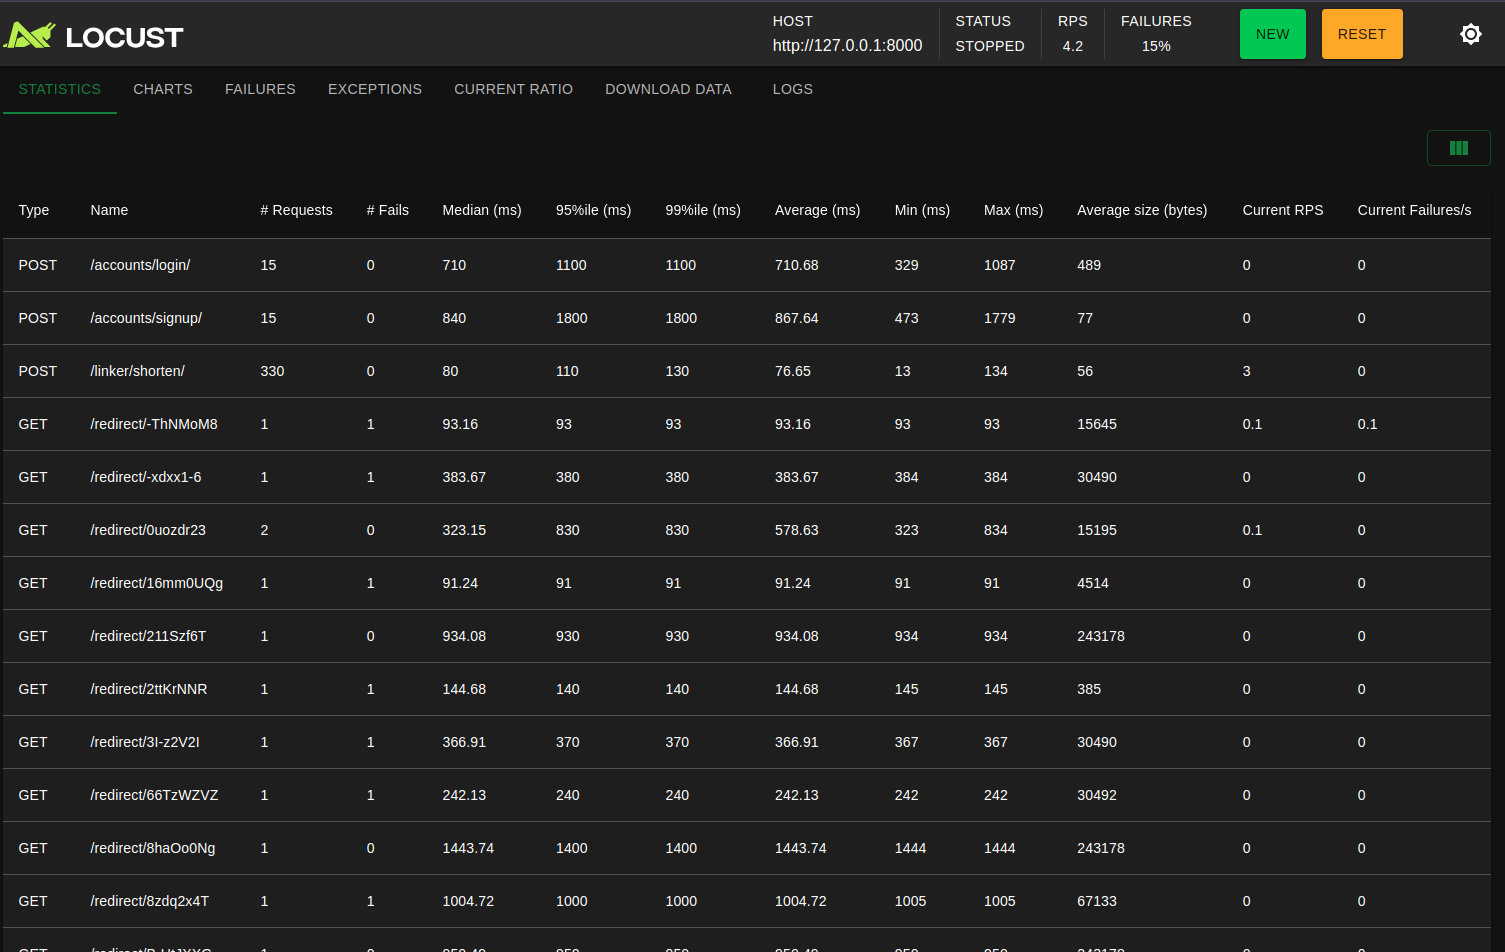 LOCUST
HOST
http://127.0.0.1:8000
STATUS
STOPPED
RPS
4.2
FAILURES
15%
NEW
RESET
STATISTICS CHARTS FAILURES EXCEPTIONS CURRENT RATIO DOWNLOAD DATA LOGS
Type Name # Requests # Fails Median (ms) 95%ile (ms) 99%ile (ms) Average (ms) Min (ms) Max (ms) Average size (bytes) Current RPS Current Failures/s
POST /accounts/login/ 15 0 710 1100 1100 710.68 329 1087 489 0 0
POST /accounts/signup/ 15 0 840 1800 1800 867.64 473 1779 77 0 0
POST /linker/shorten/ 330 0 80 110 130 76.65 13 134 56 3 0
GET /redirect/-ThNMoM8 1 1 93.16 93 93 93.16 93 93 15645 0.1 0.1
GET /redirect/-xdxx1-6 1 1 383.67 380 380 383.67 384 384 30490 0 0
GET /redirect/0uozdr23 2 0 323.15 830 830 578.63 323 834 15195 0.1 0
GET /redirect/16mm0UQg 1 1 91.24 91 91 91.24 91 91 4514 0 0
GET /redirect/211Szf6T 1 0 934.08 930 930 934.08 934 934 243178 0 0
GET /redirect/2ttKrNNR 1 1 144.68 140 140 144.68 145 145 385 0 0
GET /redirect/3I-z2V2I 1 1 366.91 370 370 366.91 367 367 30490 0 0
GET /redirect/66TzWZVZ 1 1 242.13 240 240 242.13 242 242 30492 0 0
GET /redirect/8haOo0Ng 1 0 1443.74 1400 1400 1443.74 1444 1444 243178 0 0
GET /redirect/8zdq2x4T 1 1 1004.72 1000 1000 1004.72 1005 1005 67133 0 0